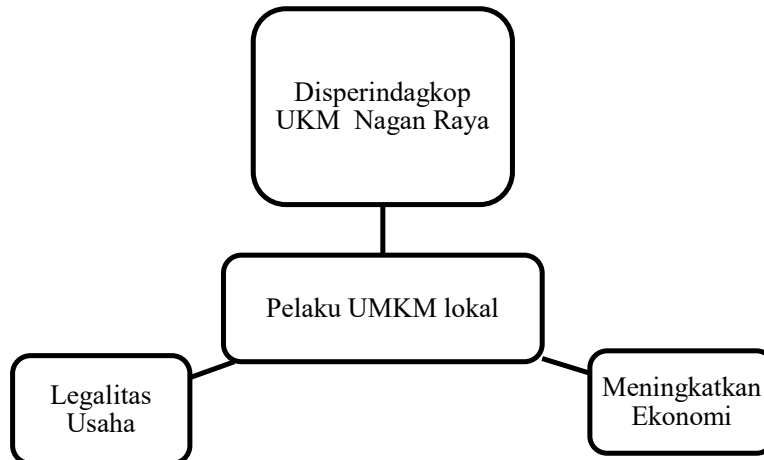 Disperindagkop
UKM Nagan Raya
Pelaku UMKM lokal
Legalitas
Usaha
Meningkatkan
Ekonomi